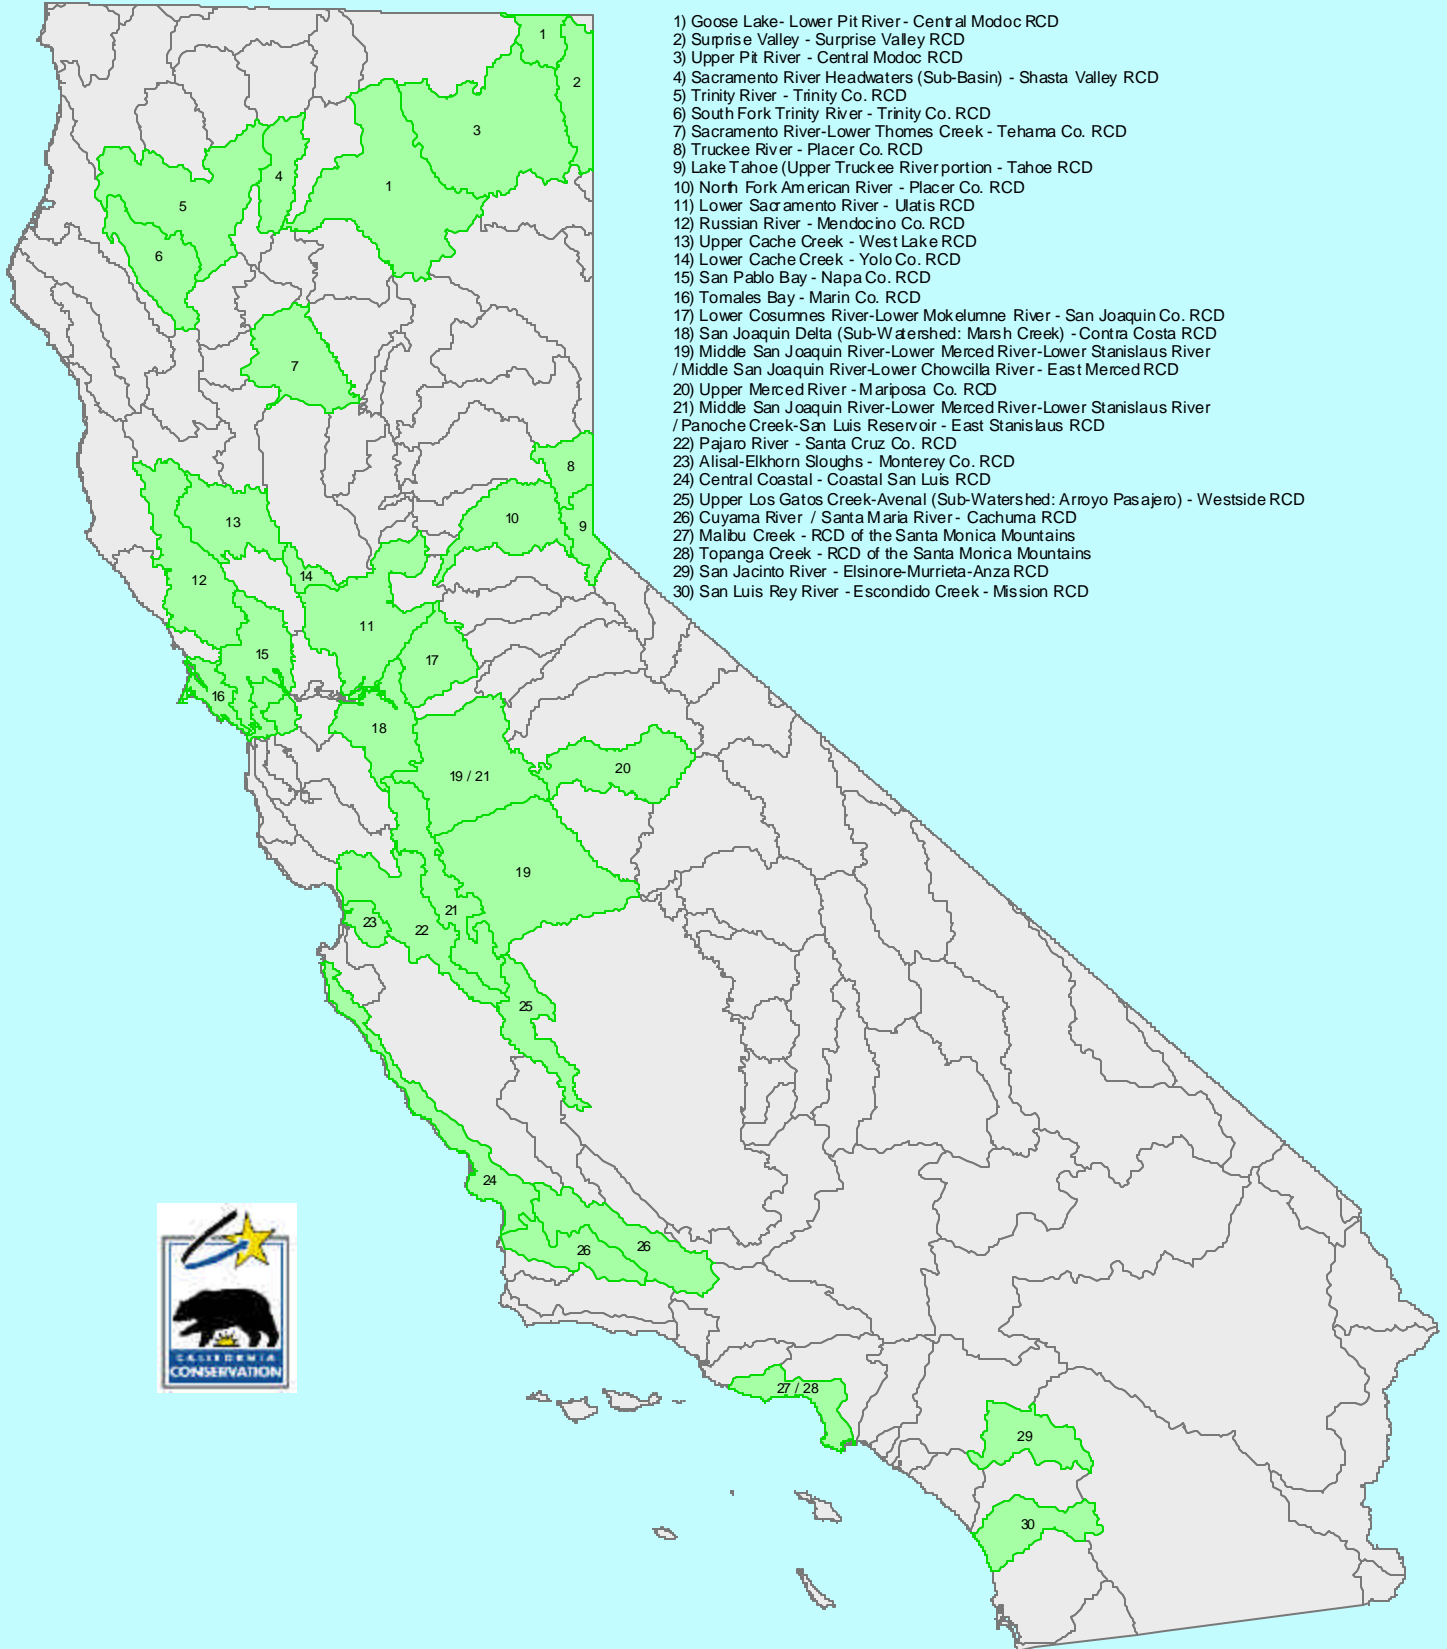 1) Goose Lake- Lower Pit River - Central Modoc RCD
2) Surprise Valley - Surprise Valley RCD
3) Upper Pit River - Central Modoc RCD
4) Sacramento River Headwaters (Sub-Basin) - Shasta Valley RCD
5) Trinity River - Trinity Co. RCD
6) South Fork Trinity River - Trinity Co. RCD
7) Sacramento River-Lower Thomes Creek - Tehama Co. RCD
8) Truckee River - Placer Co. RCD
9) Lake Tahoe (Upper Truckee River portion - Tahoe RCD
10) North Fork American River - Placer Co. RCD
11) Lower Sacramento River - Ulatis RCD
12) Russian River - Mendocino Co. RCD
13) Upper Cache Creek - West Lake RCD
14) Lower Cache Creek - Yolo Co. RCD
15) San Pablo Bay - Napa Co. RCD
16) Tomales Bay - Marin Co. RCD
17) Lower Cosumnes River-Lower Mokelumne River - San Joaquin Co. RCD
18) San Joaquin Delta (Sub-Watershed: Marsh Creek) - Contra Costa RCD
19) Middle San Joaquin River-Lower Merced River-Lower Stanislaus River
/ Middle San Joaquin River-Lower Chowcilla River - East Merced RCD
20) Upper Merced River - Mariposa Co. RCD
21) Middle San Joaquin River-Lower Merced River-Lower Stanislaus River
/ Panoche Creek-San Luis Reservoir - East Stanislaus RCD
22) Pajaro River - Santa Cruz Co. RCD
23) Alisal-Elkhorn Sloughs - Monterey Co. RCD
24) Central Coastal - Coastal San Luis RCD
25) Upper Los Gatos Creek-Avenal (Sub-Watershed: Arroyo Pasajero) - Westside RCD
26) Cuyama River / Santa Maria River - Cachuma RCD
27) Malibu Creek - RCD of the Santa Monica Mountains
28) Topanga Creek - RCD of the Santa Monica Mountains
29) San Jacinto River - Elsinore-Murrieta-Anza RCD
30) San Luis Rey River - Escondido Creek - Mission RCD
1
2
3
4
1
5
6
7
8
9
10
13
14
12
11
15
17
16
18
19 / 21
20
19
21
23
22
25
24
26
26
27 / 28
29
30
CALIFORNIA
CONSERVATION